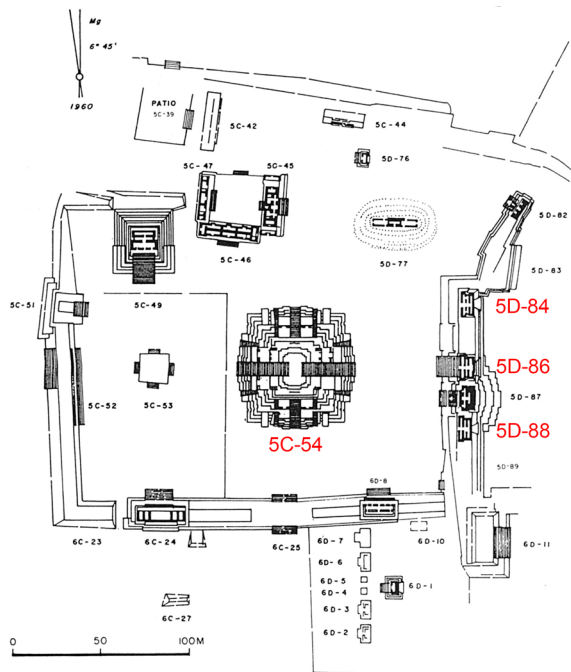 Mg
6° 45'
1960
PATIO
5C-39
5C-42
5C-44
5D-76
5C-47
5C-45
5D-82
5C-46
5D-77
5D-83
5C-51
5C-49
5D-84
5D-86
5C-52
5C-53
5D-87
5C-54
5D-88
5D-89
6D-8
6C-23
6C-24
6C-25
6D-7
6D-10
6D-11
6D-6
6D-5
6D-4
6D-1
6D-3
6C-27
6D-2
0 50 100M